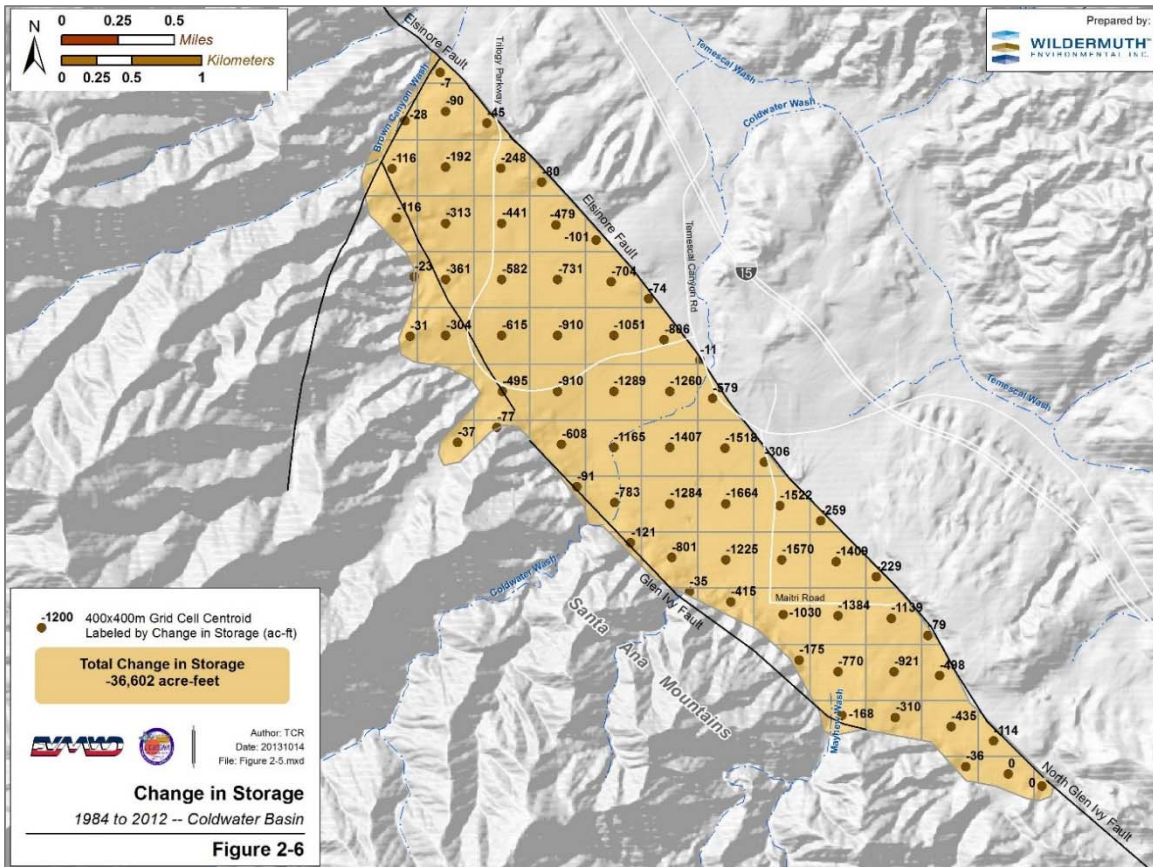 N
0 0.25 0.5
Miles
Kilometers
0 0.25 0.5 1
Prepared by:
WILDERMUTH
ENVIRONMENTAL INC.
Elsinore Fault
Trilogy Parkway
Brown Canyon Wash
Temescal Wash
Coldwater Wash
-7
-90
-28
-45
-116 -192 -248
-80
Elsinore Fault
-116 -313 -441 -479
-101
Temescal Canyon Rd
15
-23 -361 -582 -731 -704
-74
-31 -304 -615 -910 -1051 -806
-11
Temescal Wash
-495 -910 -1289 -1260
-579
-77
-37
-608 -1165 -1407 -1518
-306
-91
-783 -1284 -1664 -1522
-259
-121
-801 -1225 -1570 -1409
-229
Coldwater Wash
Glen Ivy Fault
-35
-415
Maitri Road
-1030 -1384 -1139
-79
Santa Ana Mountains
-175
-770 -921 -498
Mayhew Wash
-168 -310
-435
-114
-36 0
0
North Glen Ivy Fault
-1200 400x400m Grid Cell Centroid
Labeled by Change in Storage (ac-ft)
Total Change in Storage
-36,602 acre-feet
EVMWD
Author: TCR
Date: 20131014
File: Figure 2-5.mxd
Change in Storage
1984 to 2012 -- Coldwater Basin
Figure 2-6